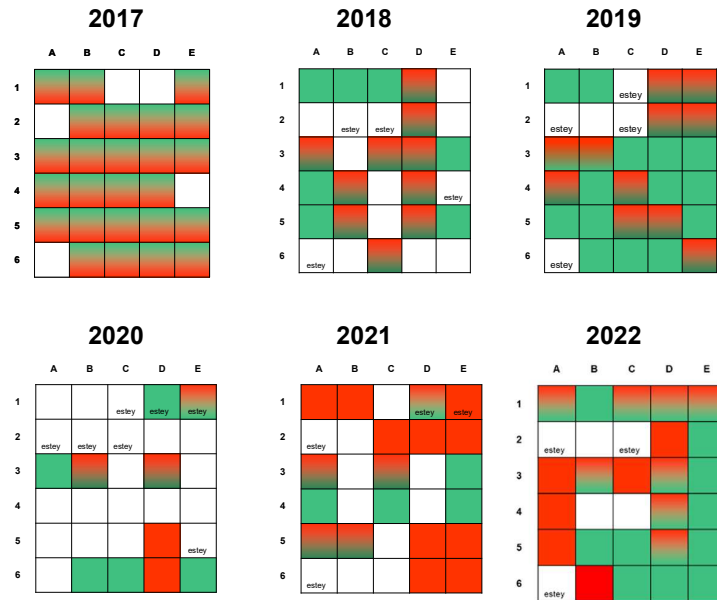 2017 2018 2019
A B C D E A B C D E A B C D E
1 1 1 estey
2 2 estey estey 2 estey estey
3 3 3
4 4 estey 4
5 5 5
6 6 estey 6 estey
2020 2021 2022
A B C D E A B C D E A B C D E
1 estey estey estey 1 estey estey 1
2 estey estey estey 2 estey 2 estey estey
3 3 3
4 4 4
5 estey 5 5
6 6 estey 6 estey